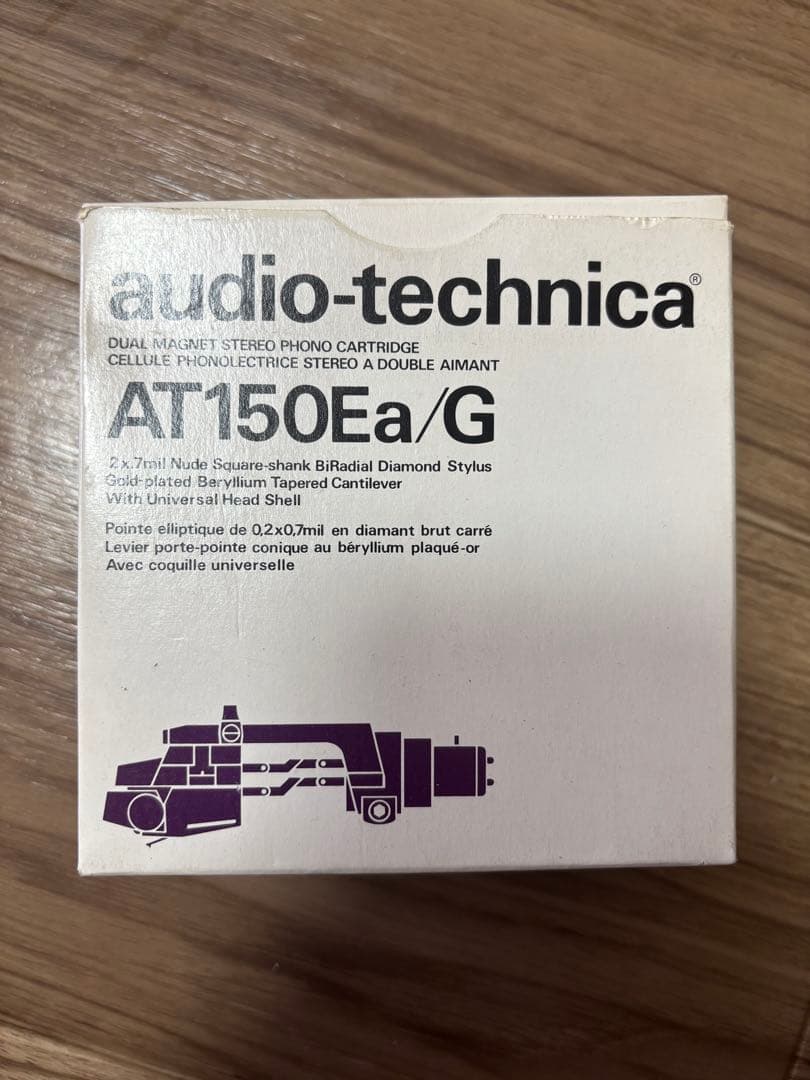 audio-technica®
DUAL MAGNET STEREO PHONO CARTRIDGE
CELLULE PHONOLECTRICE STEREO A DOUBLE AIMANT
AT150Ea/G
.2x.7mil Nude Square-shank BiRadial Diamond Stylus
Gold-plated Beryllium Tapered Cantilever
With Universal Head Shell
Pointe elliptique de 0,2x0,7mil en diamant brut carré
Levier porte-pointe conique au béryllium plaqué-or
Avec coquille universelle